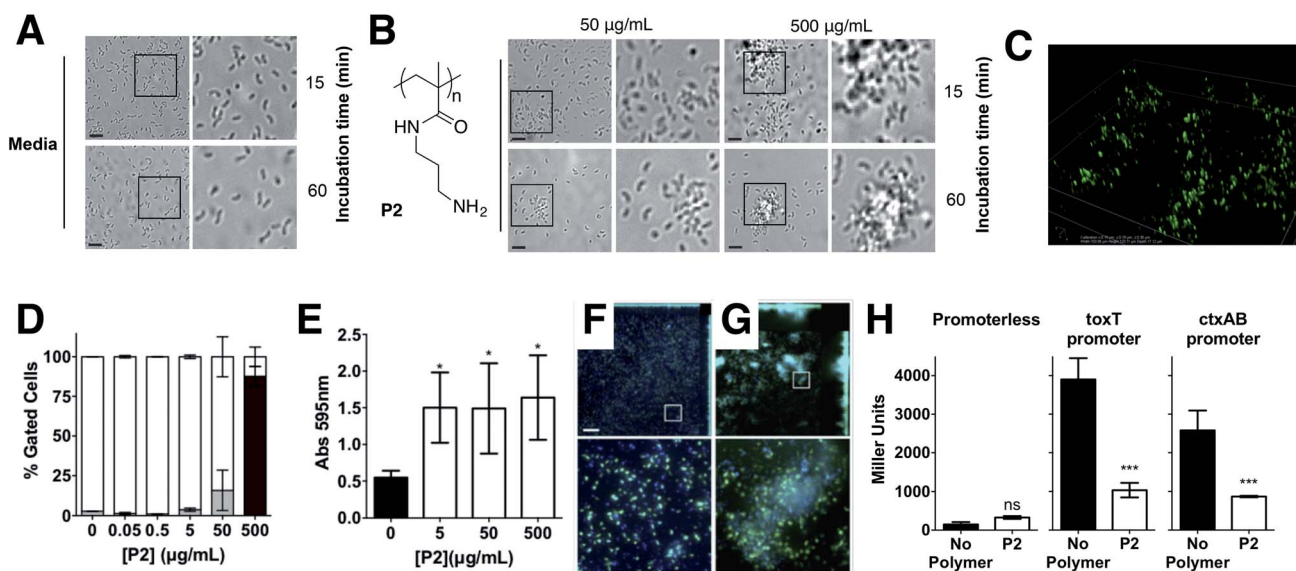 A
Media
15
60
Incubation time (min)
B
50 µg/mL
500 µg/mL
n
HN
O
NH2
P2
15
60
Incubation time (min)
C
D
% Gated Cells
100
75
50
25
0
0 0.05 0.5 5 50 500
[P2] (µg/mL)
E
Abs 595nm
2.5
2.0
1.5
1.0
0.5
0.0
* * *
0 5 50 500
[P2](µg/mL)
F
G
H
Promoterless
toxT promoter
ctxAB promoter
Miller Units
4000
3000
2000
1000
0
ns
***
***
No Polymer P2
No Polymer P2
No Polymer P2